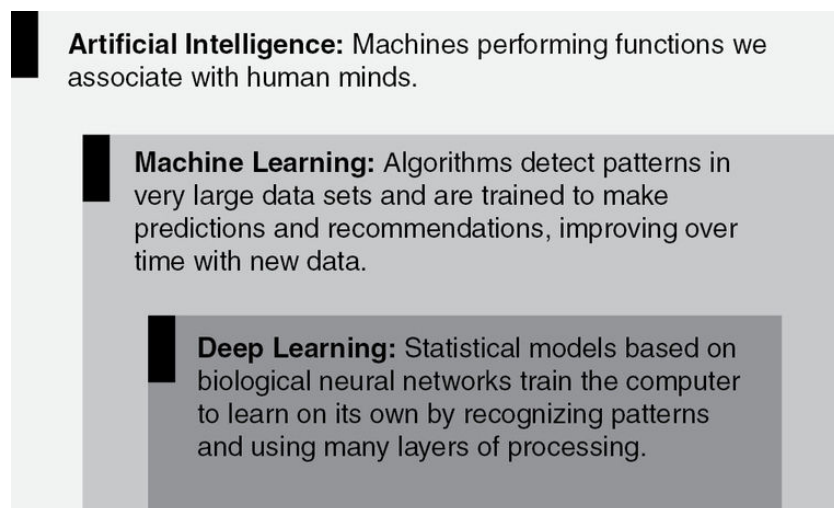 Artificial Intelligence: Machines performing functions we
associate with human minds.
Machine Learning: Algorithms detect patterns in
very large data sets and are trained to make
predictions and recommendations, improving over
time with new data.
Deep Learning: Statistical models based on
biological neural networks train the computer
to learn on its own by recognizing patterns
and using many layers of processing.